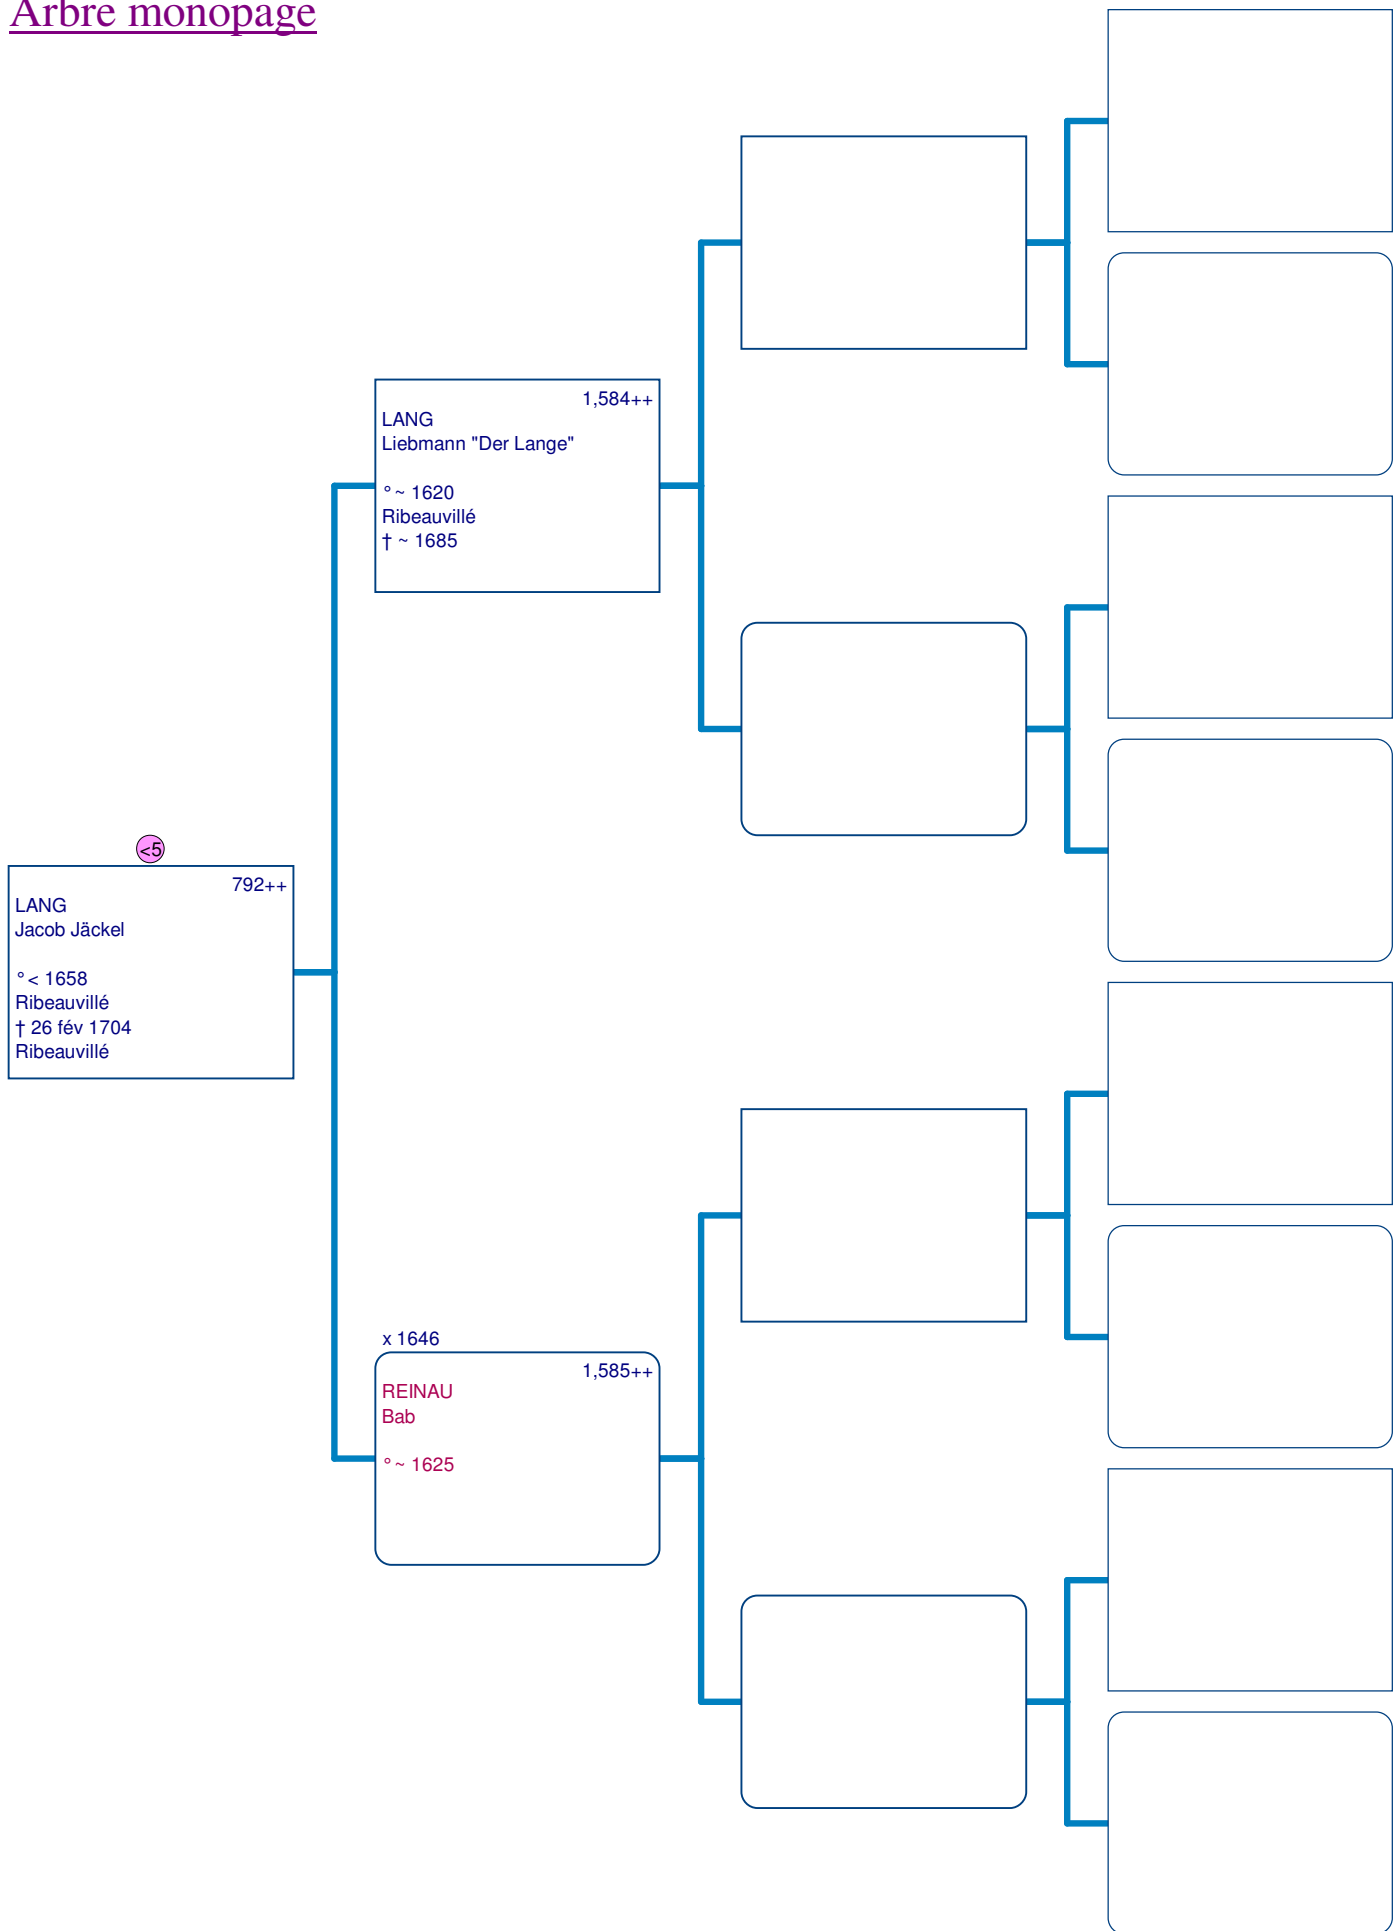 Arbre monopage
1,584++
LANG
Liebmann "Der Lange"
° ~ 1620
Ribeauvillé
† ~ 1685
<5
792++
LANG
Jacob Jäckel
° < 1658
Ribeauvillé
† 26 fév 1704
Ribeauvillé
x 1646
1,585++
REINAU
Bab
° ~ 1625